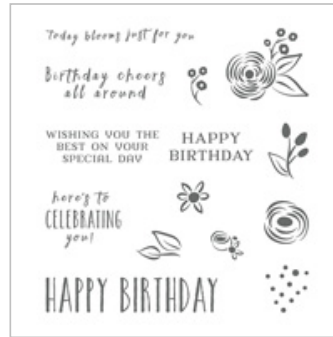 Today blooms just for you
Birthday cheers
all around
WISHING YOU THE
BEST ON YOUR
SPECIAL DAY
HAPPY
BIRTHDAY
here's to
CELEBRATING
you!
HAPPY BIRTHDAY